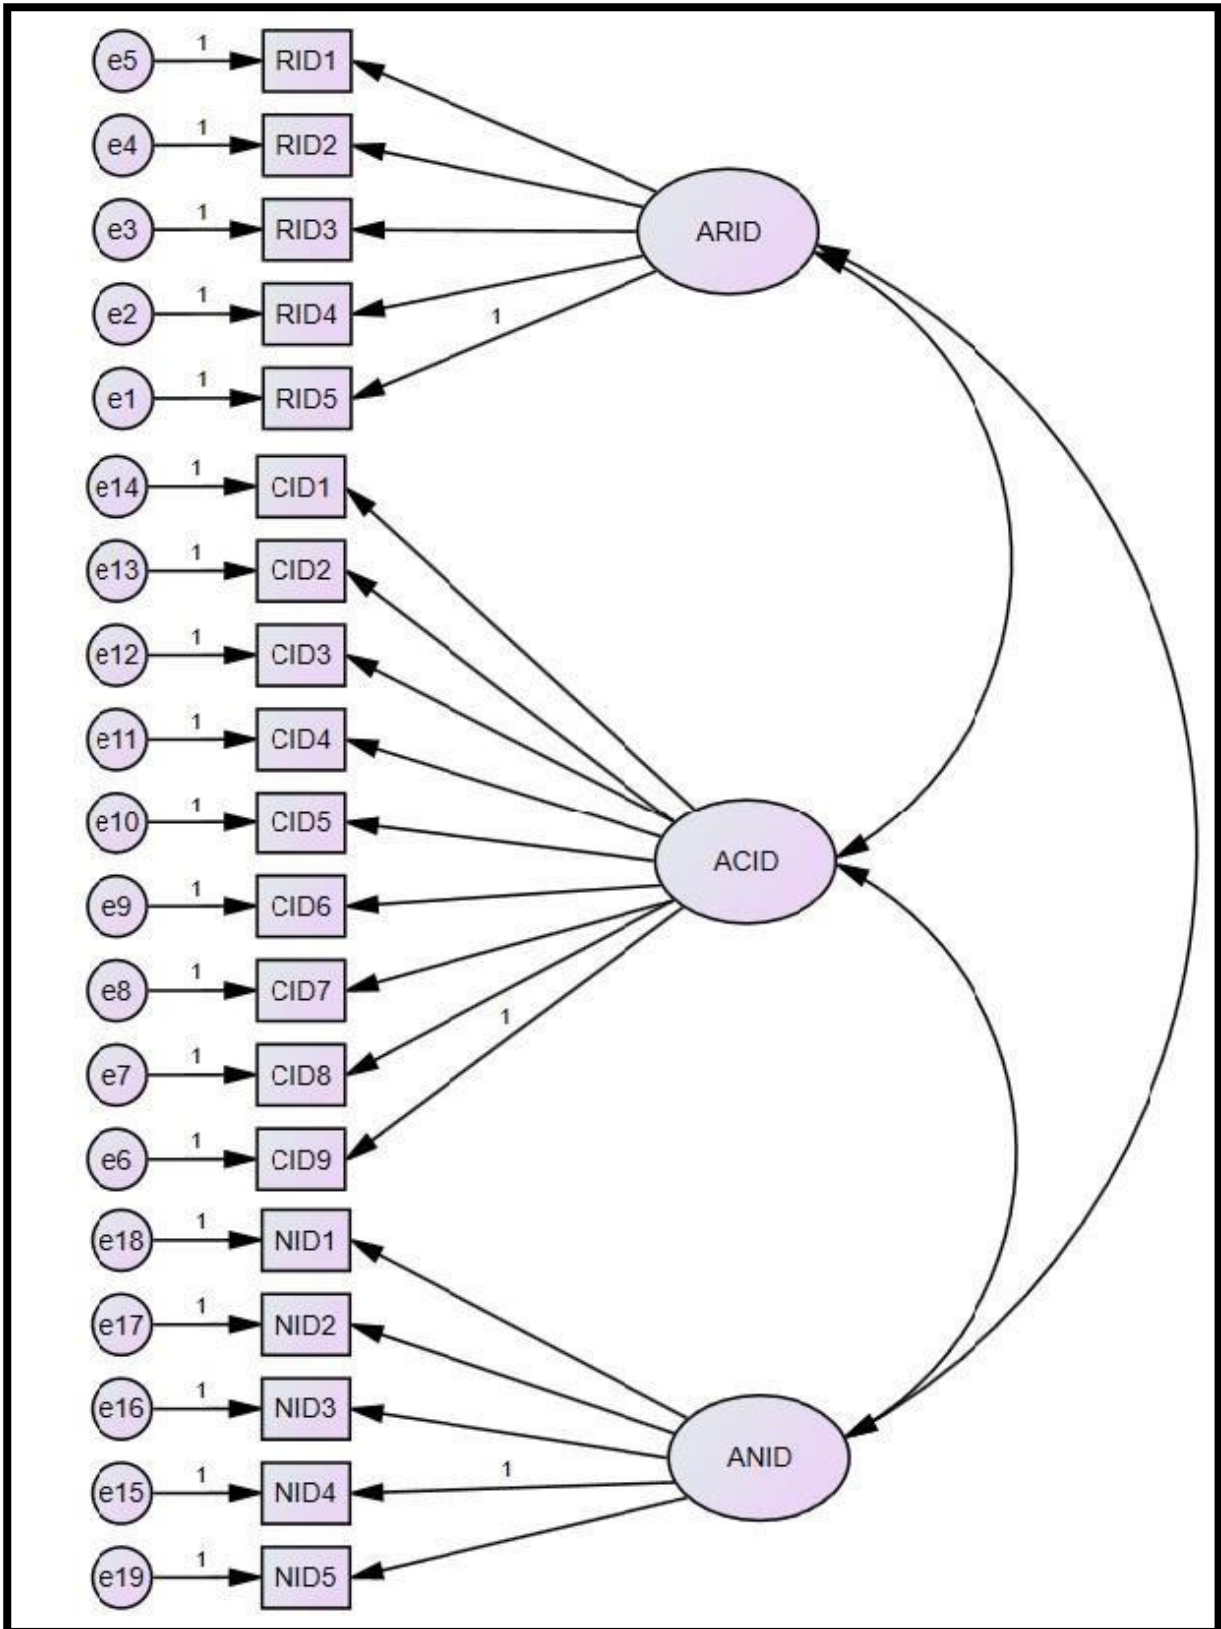 e5 1 RID1
e4 1 RID2
ARID
e3 1 RID3
e2 1 RID4
1
e1 1 RID5
e14 1 CID1
e13 1 CID2
e12 1 CID3
e11 1 CID4
e10 1 CID5
ACID
e9 1 CID6
e8 1 CID7
1
e7 1 CID8
e6 1 CID9
e18 1 NID1
e17 1 NID2
e16 1 NID3
ANID
1
e15 1 NID4
e19 1 NID5